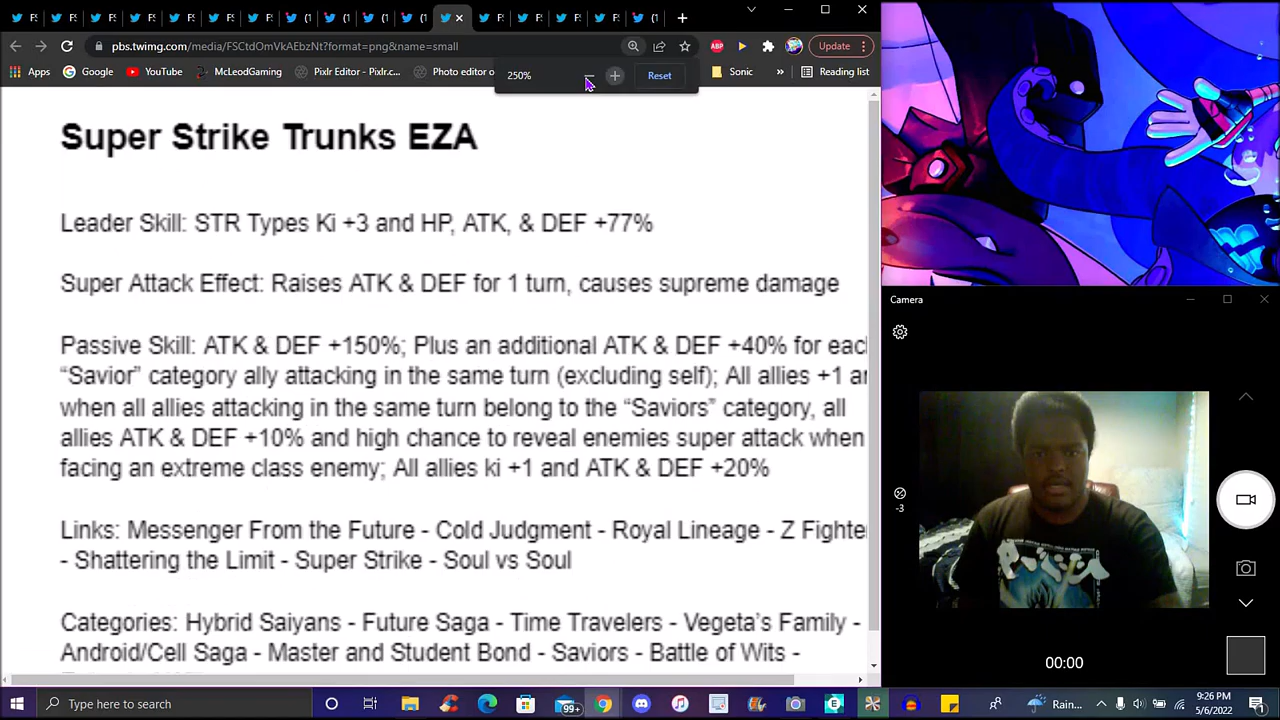 pbs.twimg.com/media/FSCtdOmVkAEbzNt?format=png&name=small
Update
Apps
Google
YouTube
McLeodGaming
Pixlr Editor - Pixlr.c...
Photo editor o
Sonic
»
Reading list
250%
Reset
Super Strike Trunks EZA
Leader Skill: STR Types Ki +3 and HP, ATK, & DEF +77%
Super Attack Effect: Raises ATK & DEF for 1 turn, causes supreme damage
Passive Skill: ATK & DEF +150%; Plus an additional ATK & DEF +40% for eac
“Savior” category ally attacking in the same turn (excluding self); All allies +1 a
when all allies attacking in the same turn belong to the “Saviors” category, all
allies ATK & DEF +10% and high chance to reveal enemies super attack when
facing an extreme class enemy; All allies ki +1 and ATK & DEF +20%
Links: Messenger From the Future - Cold Judgment - Royal Lineage - Z Fighte
- Shattering the Limit - Super Strike - Soul vs Soul
Categories: Hybrid Saiyans - Future Saga - Time Travelers - Vegeta’s Family -
Android/Cell Saga - Master and Student Bond - Saviors - Battle of Wits -
Camera
-3
00:00
Type here to search
99+
Rain...
9:26 PM
5/6/2022